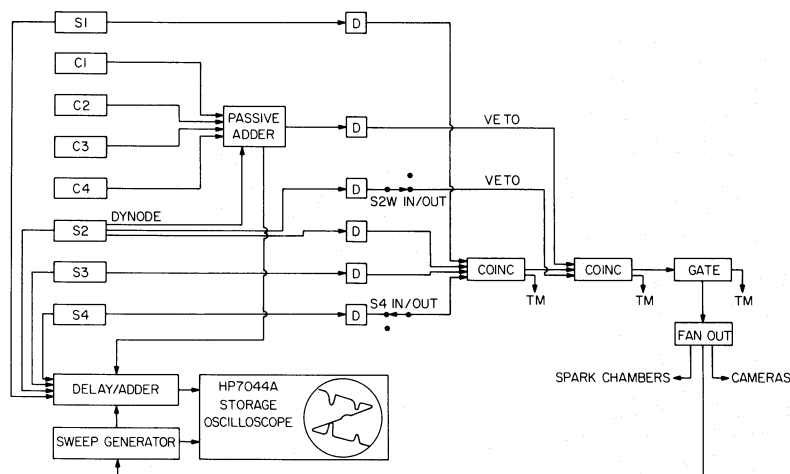 S1
D
C1
C2
PASSIVE
ADDER
D
VETO
C3
C4
D
VETO
S2W IN/OUT
DYNODE
S2
D
S3
D
COINC
COINC
GATE
S4
D
S4 IN/OUT
TM
TM
TM
FAN OUT
DELAY/ADDER
HP7044A
STORAGE
OSCILLOSCOPE
SPARK CHAMBERS
CAMERAS
SWEEP GENERATOR